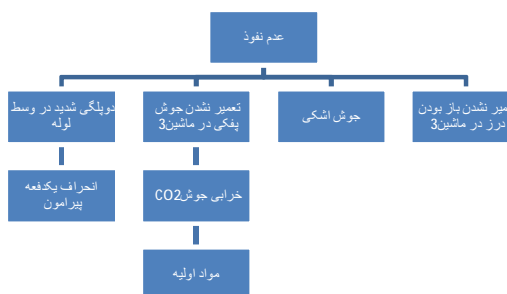 عدم نفوذ
دوپلگی شدید در وسط
لوله
تعمیر نشدن جوش
پفکی در ماشین3
جوش اشکی
میر نشدن باز بودن
درز در ماشین3
انحراف یکدفعه
پیرامون
خرابی جوشCO2
مواد اولیه